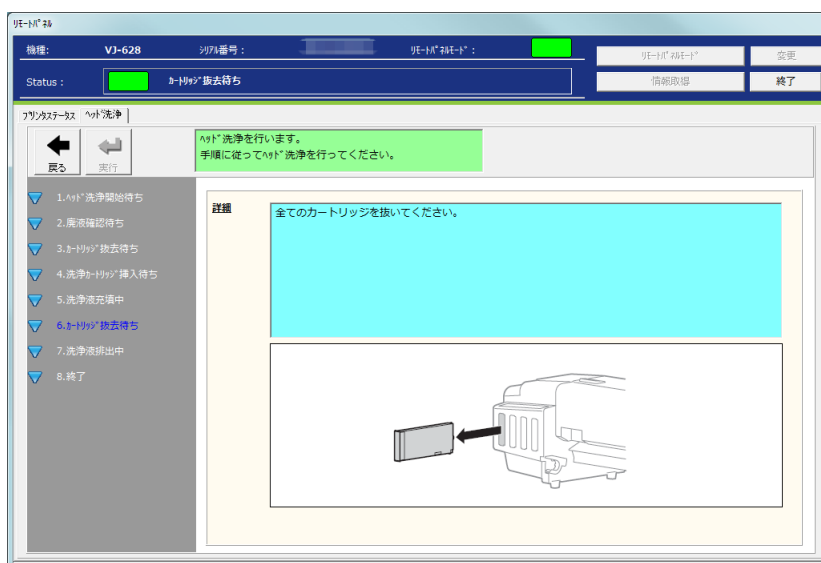 ﾘﾓｰﾄﾊﾟﾈﾙ
機種: VJ-628 ｼﾘｱﾙ番号： ﾘﾓｰﾄﾊﾟﾈﾙﾓｰﾄﾞ： ﾘﾓｰﾄﾊﾟﾈﾙﾓｰﾄﾞ 変更
Status： ｶｰﾄﾘｯｼﾞ抜去待ち 情報取得 終了
ﾌﾟﾘﾝﾀｽﾃｰﾀｽ ﾍｯﾄﾞ洗浄
戻る 実行
ﾍｯﾄﾞ洗浄を行います。
手順に従ってﾍｯﾄﾞ洗浄を行ってください。
1.ﾍｯﾄﾞ洗浄開始待ち
2.廃液確認待ち
3.ｶｰﾄﾘｯｼﾞ抜去待ち
4.洗浄ｶｰﾄﾘｯｼﾞ挿入待ち
5.洗浄液充填中
6.ｶｰﾄﾘｯｼﾞ抜去待ち
7.洗浄液排出中
8.終了
詳細
全てのカートリッジを抜いてください。